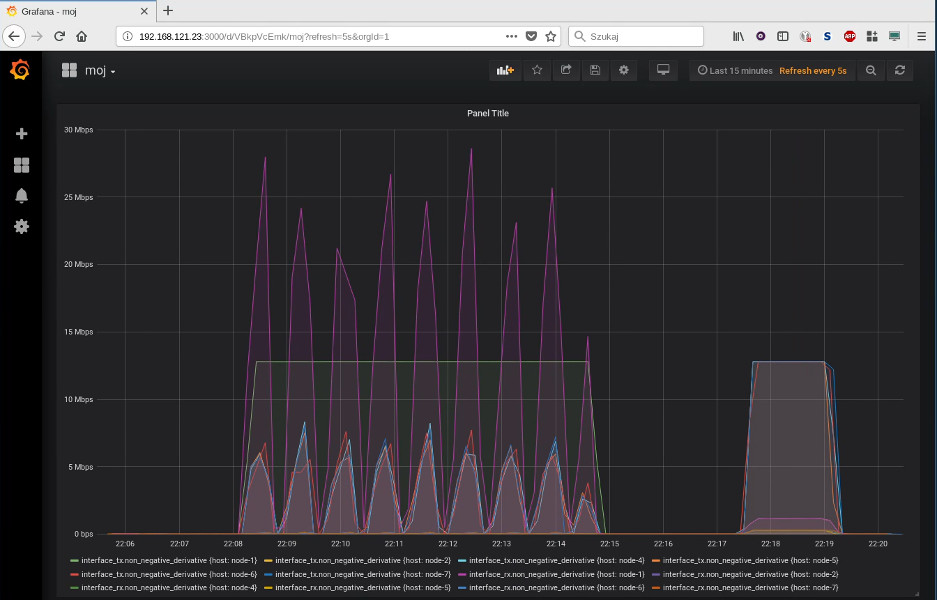 Grafana - moj
192.168.121.23:3000/d/VBkpVcEmk/moj?refresh=5s&orgId=1
Szukaj
S
ABP
moj
Last 15 minutes Refresh every 5s
Panel Title
30 Mbps
25 Mbps
20 Mbps
15 Mbps
10 Mbps
5 Mbps
0 bps
22:06 22:07 22:08 22:09 22:10 22:11 22:12 22:13 22:14 22:15 22:16 22:17 22:18 22:19 22:20
interface_tx.non_negative_derivative {host: node-1} interface_tx.non_negative_derivative {host: node-2} interface_tx.non_negative_derivative {host: node-4} interface_tx.non_negative_derivative {host: node-5}
interface_tx.non_negative_derivative {host: node-6} interface_tx.non_negative_derivative {host: node-7} interface_rx.non_negative_derivative {host: node-1} interface_rx.non_negative_derivative {host: node-2}
interface_rx.non_negative_derivative {host: node-4} interface_rx.non_negative_derivative {host: node-5} interface_rx.non_negative_derivative {host: node-6} interface_rx.non_negative_derivative {host: node-7}